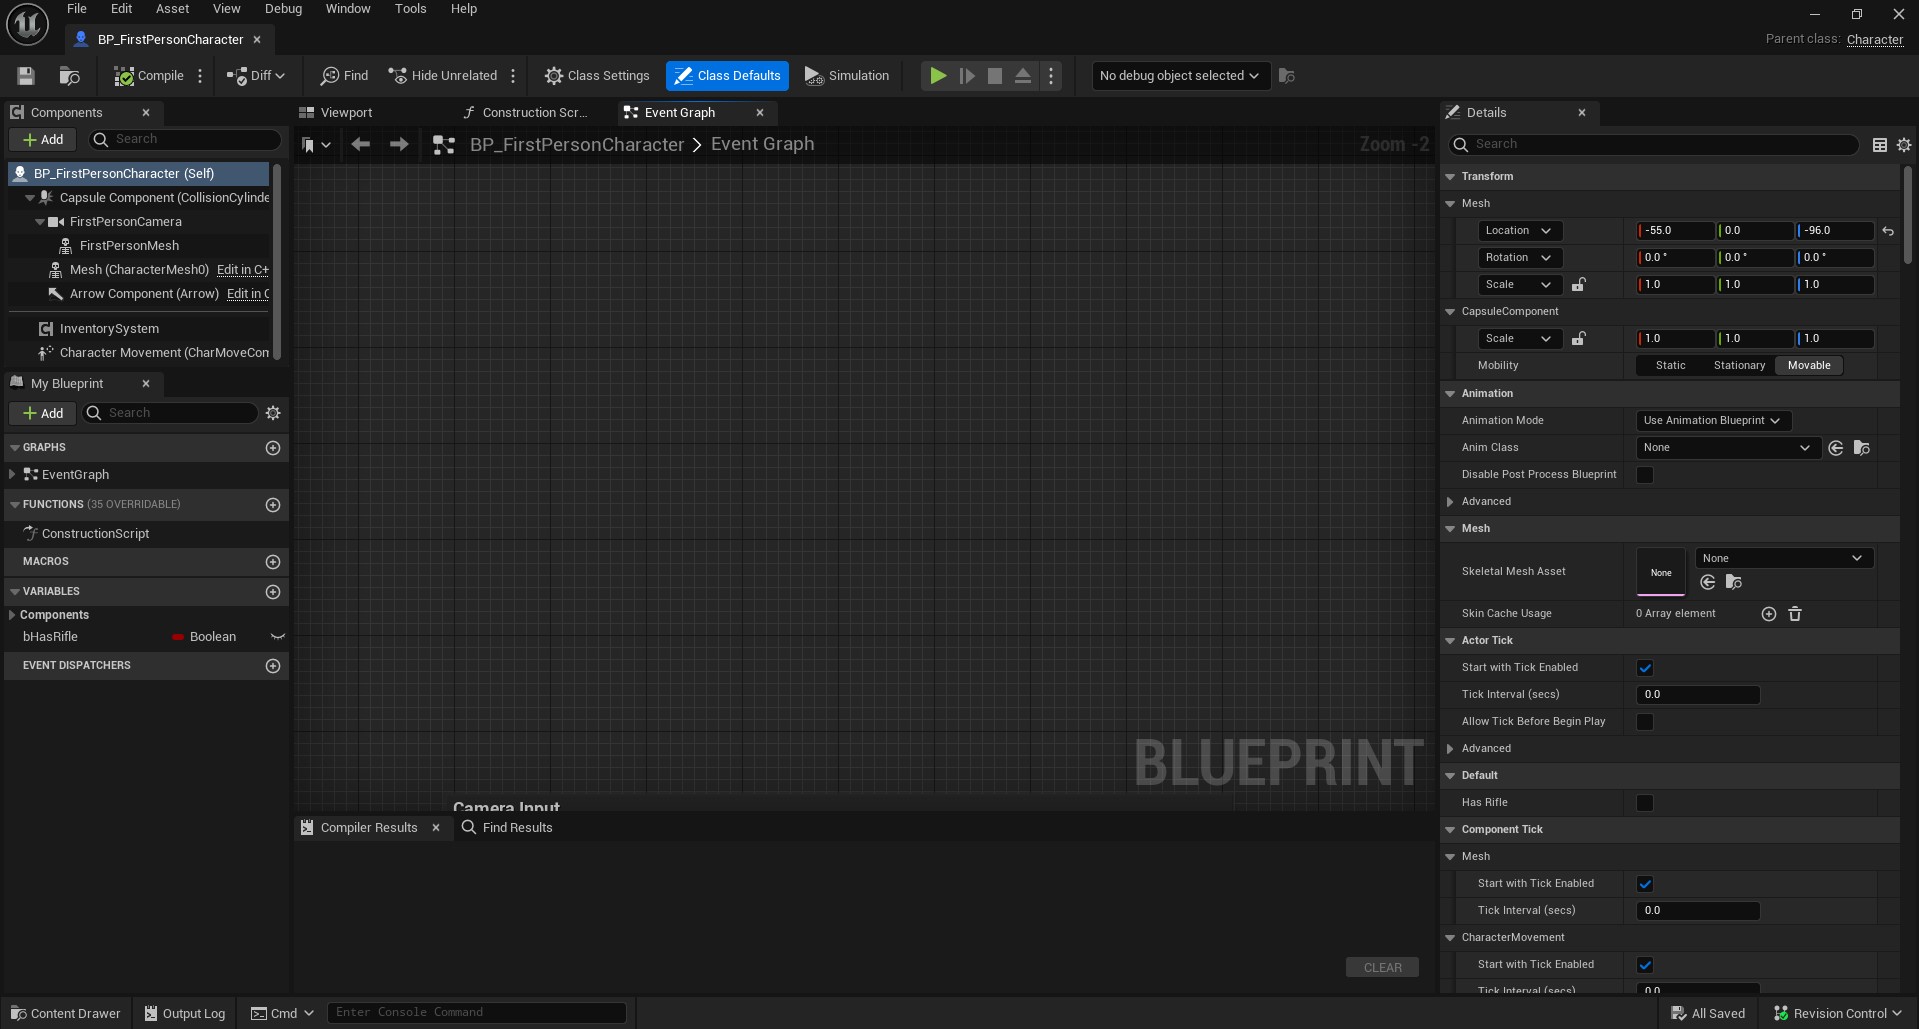 File Edit Asset View Debug Window Tools Help
BP_FirstPersonCharacter
Parent class: Character
Compile Diff Find Hide Unrelated Class Settings Class Defaults Simulation No debug object selected
Components
Add Search
BP_FirstPersonCharacter (Self)
Capsule Component (CollisionCylinde
FirstPersonCamera
FirstPersonMesh
Mesh (CharacterMesh0) Edit in C+
Arrow Component (Arrow) Edit in C
InventorySystem
Character Movement (CharMoveCom
My Blueprint
Add Search
GRAPHS
EventGraph
FUNCTIONS (35 OVERRIDABLE)
ConstructionScript
MACROS
VARIABLES
Components
bHasRifle Boolean
EVENT DISPATCHERS
Viewport Construction Scr... Event Graph
BP_FirstPersonCharacter > Event Graph Zoom -2
BLUEPRINT
Camera Input
Compiler Results Find Results
CLEAR
Details
Search
Transform
Mesh
Location -55.0 0.0 -96.0
Rotation 0.0 ° 0.0 ° 0.0 °
Scale 1.0 1.0 1.0
CapsuleComponent
Scale 1.0 1.0 1.0
Mobility Static Stationary Movable
Animation
Animation Mode Use Animation Blueprint
Anim Class None
Disable Post Process Blueprint
Advanced
Mesh
Skeletal Mesh Asset None None
Skin Cache Usage 0 Array element
Actor Tick
Start with Tick Enabled
Tick Interval (secs) 0.0
Allow Tick Before Begin Play
Advanced
Default
Has Rifle
Component Tick
Mesh
Start with Tick Enabled
Tick Interval (secs) 0.0
CharacterMovement
Start with Tick Enabled
Tick Interval (secs) 0.0
Content Drawer Output Log Cmd Enter Console Command All Saved Revision Control